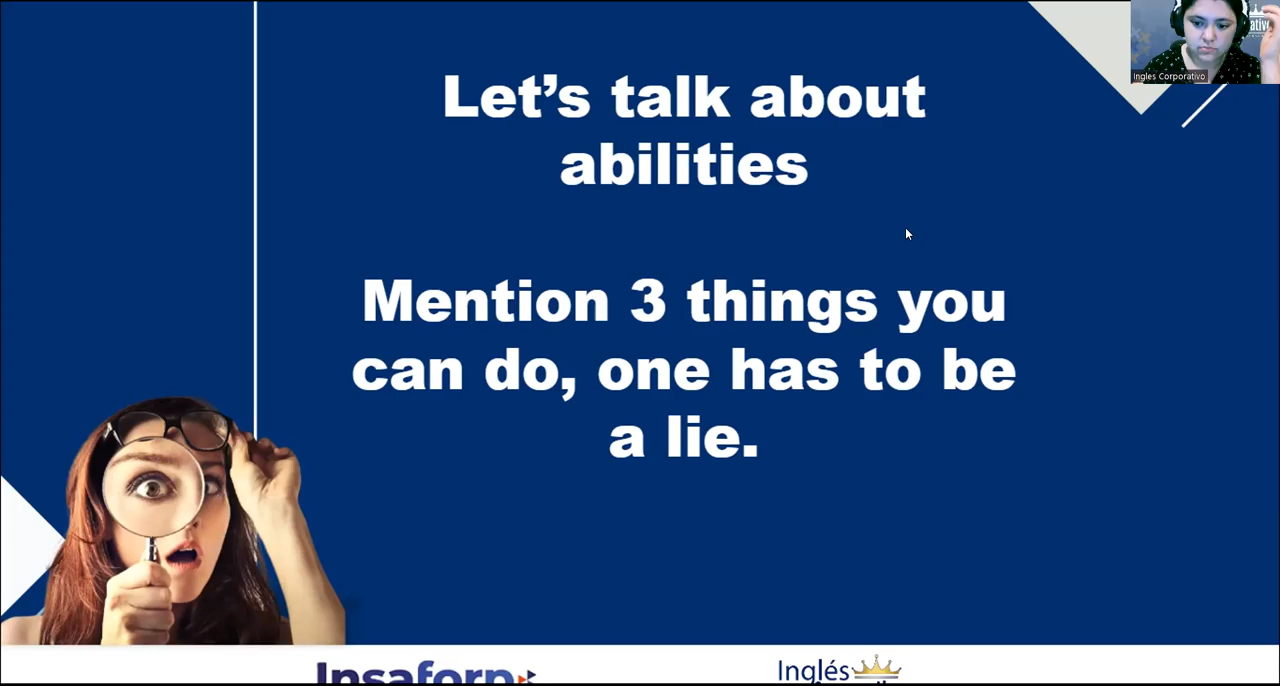 Let’s talk about
abilities
Mention 3 things you
can do, one has to be
a lie.
Ingles Corporativo
Insaforp
Inglés